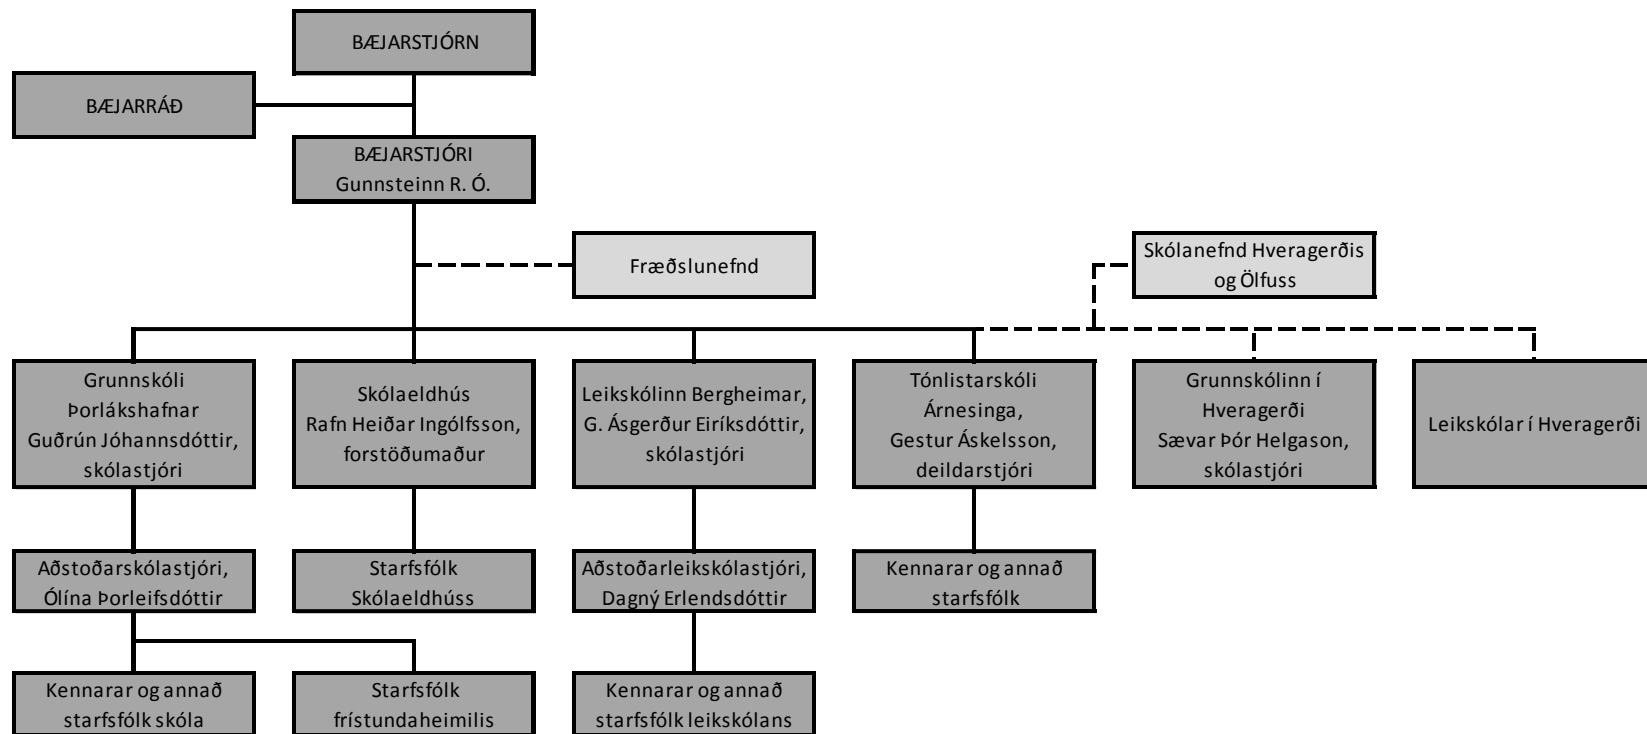 BÆJARSTJÓRN
BÆJARRÁÐ
BÆJARSTJÓRI
Gunnsteinn R. Ó.
Fræðslunefnd
Skólanefnd Hveragerðis
og Ölfuss
Grunnskóli
Þorlákshafnar
Guðrún Jóhannsdóttir,
skólastjóri
Skólaeldhús
Rafn Heiðar Ingólfsson,
forstöðumaður
Leikskólinn Bergheimar,
G. Ásgerður Eiríksdóttir,
skólastjóri
Tónlistarskóli
Árnesinga,
Gestur Áskelsson,
deildarstjóri
Grunnskólinn í
Hveragerði
Sævar Þór Helgason,
skólastjóri
Leikskólar í Hveragerði
Aðstoðarskólastjóri,
Ólína Þorleifsdóttir
Starfsfólk
Skólaeldhúss
Aðstoðarleikskólastjóri,
Dagný Erlendsdóttir
Kennarar og annað
starfsfólk
Kennarar og annað
starfsfólk skóla
Starfsfólk
frístundaheimilis
Kennarar og annað
starfsfólk leikskólans